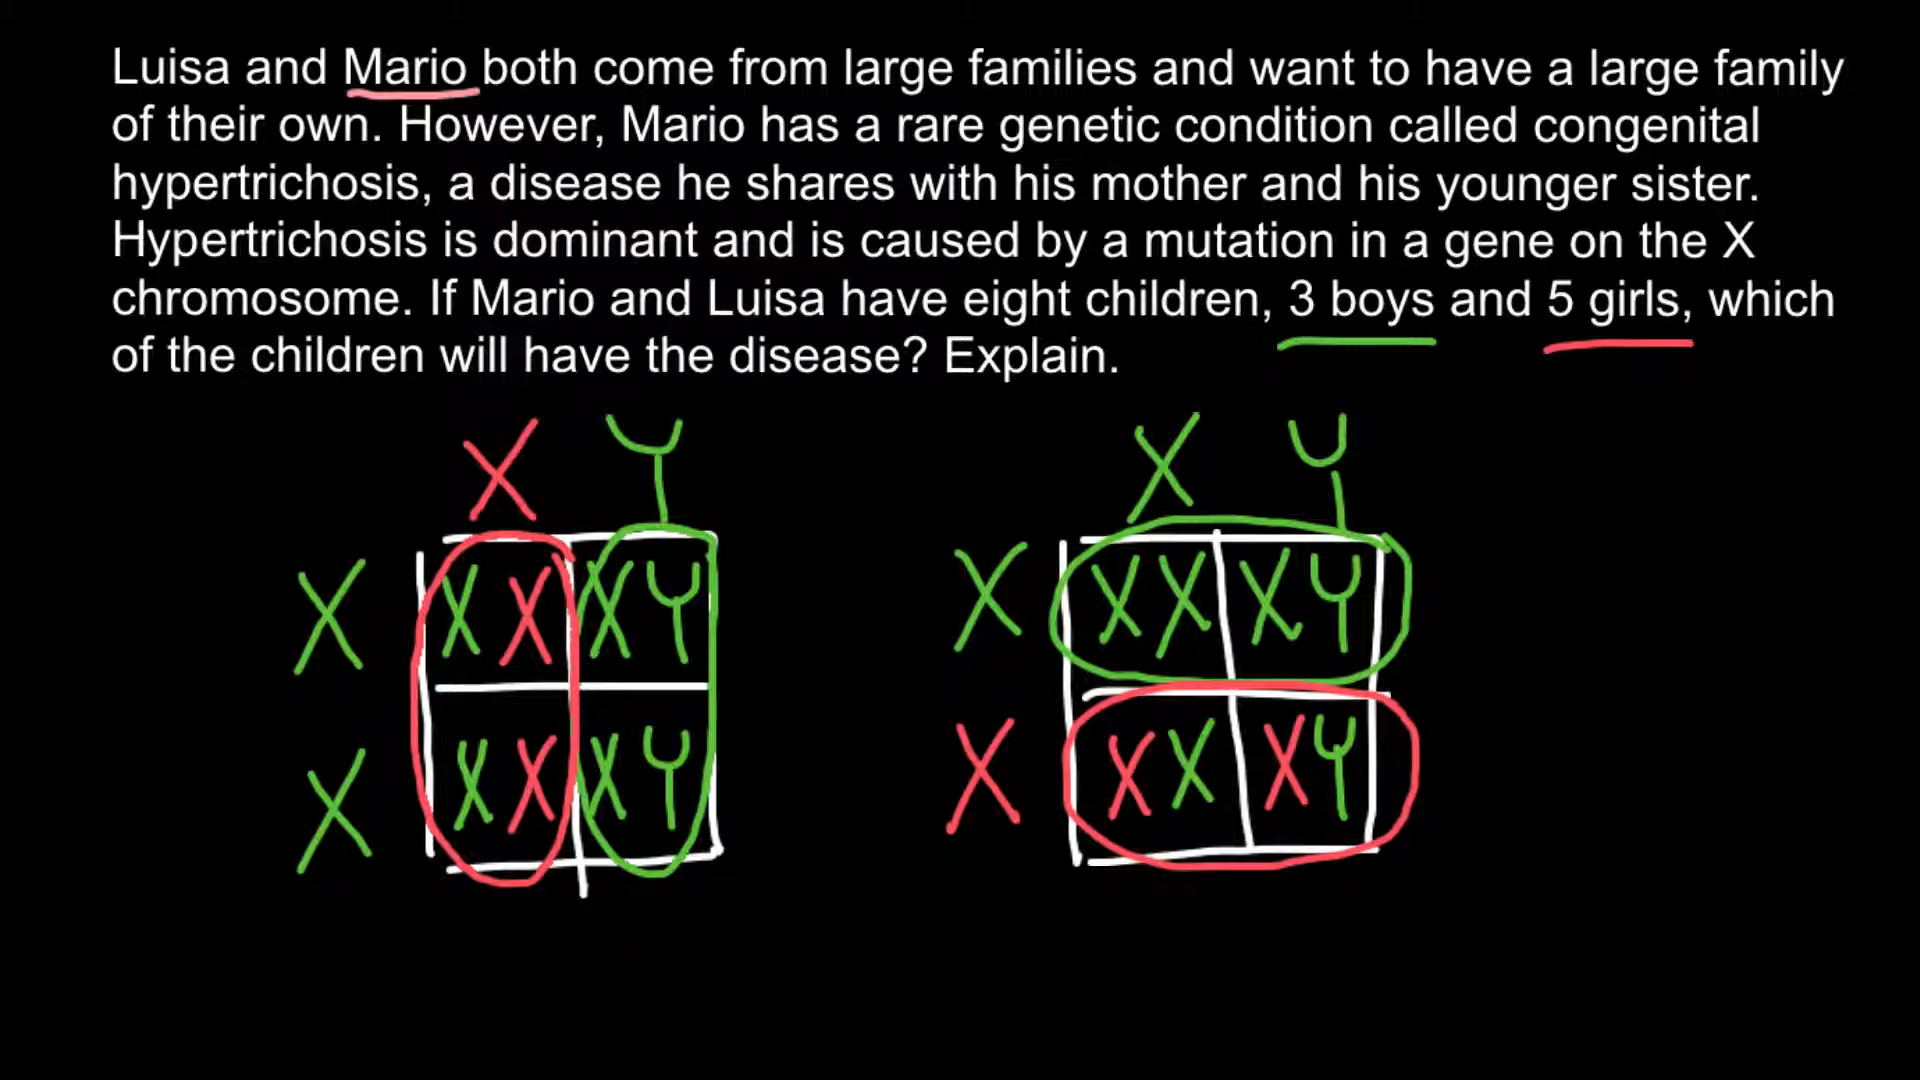 Luisa and Mario both come from large families and want to have a large family
of their own. However, Mario has a rare genetic condition called congenital
hypertrichosis, a disease he shares with his mother and his younger sister.
Hypertrichosis is dominant and is caused by a mutation in a gene on the X
chromosome. If Mario and Luisa have eight children, 3 boys and 5 girls, which
of the children will have the disease? Explain.
X Y X Y
X XX XY X XX XY
X XX XY X XX XY